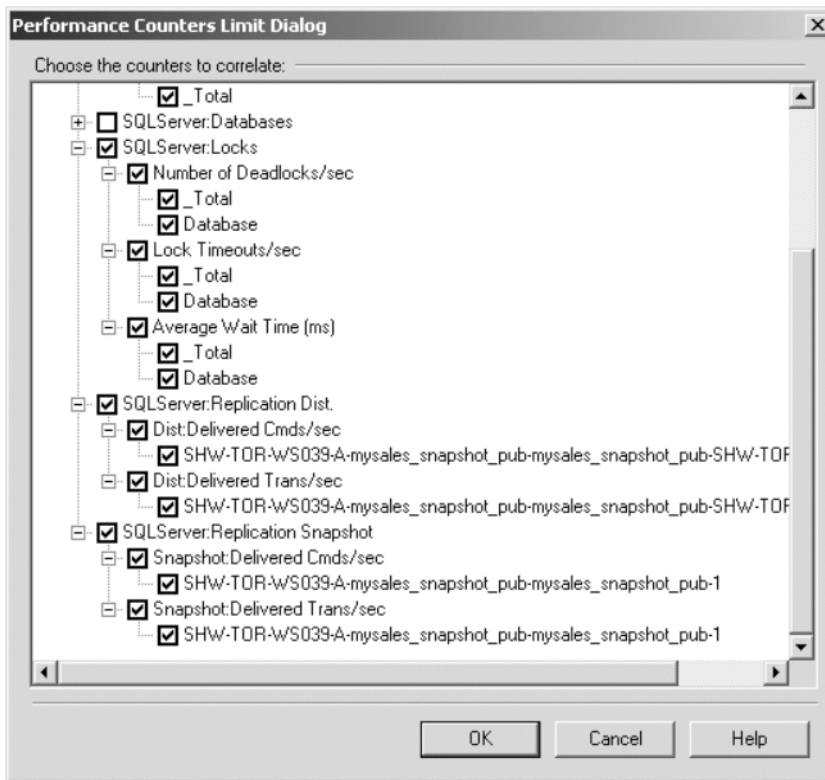 Performance Counters Limit Dialog
Choose the counters to correlate:
_Total
SQLServer:Databases
SQLServer:Locks
Number of Deadlocks/sec
_Total
Database
Lock Timeouts/sec
_Total
Database
Average Wait Time (ms)
_Total
Database
SQLServer:Replication Dist.
Dist:Delivered Cmds/sec
SHW-TOR-WS039-A-mysales_snapshot_pub-mysales_snapshot_pub-SHW-TOR
Dist:Delivered Trans/sec
SHW-TOR-WS039-A-mysales_snapshot_pub-mysales_snapshot_pub-SHW-TOR
SQLServer:Replication Snapshot
Snapshot:Delivered Cmds/sec
SHW-TOR-WS039-A-mysales_snapshot_pub-mysales_snapshot_pub-1
Snapshot:Delivered Trans/sec
SHW-TOR-WS039-A-mysales_snapshot_pub-mysales_snapshot_pub-1
OK Cancel Help